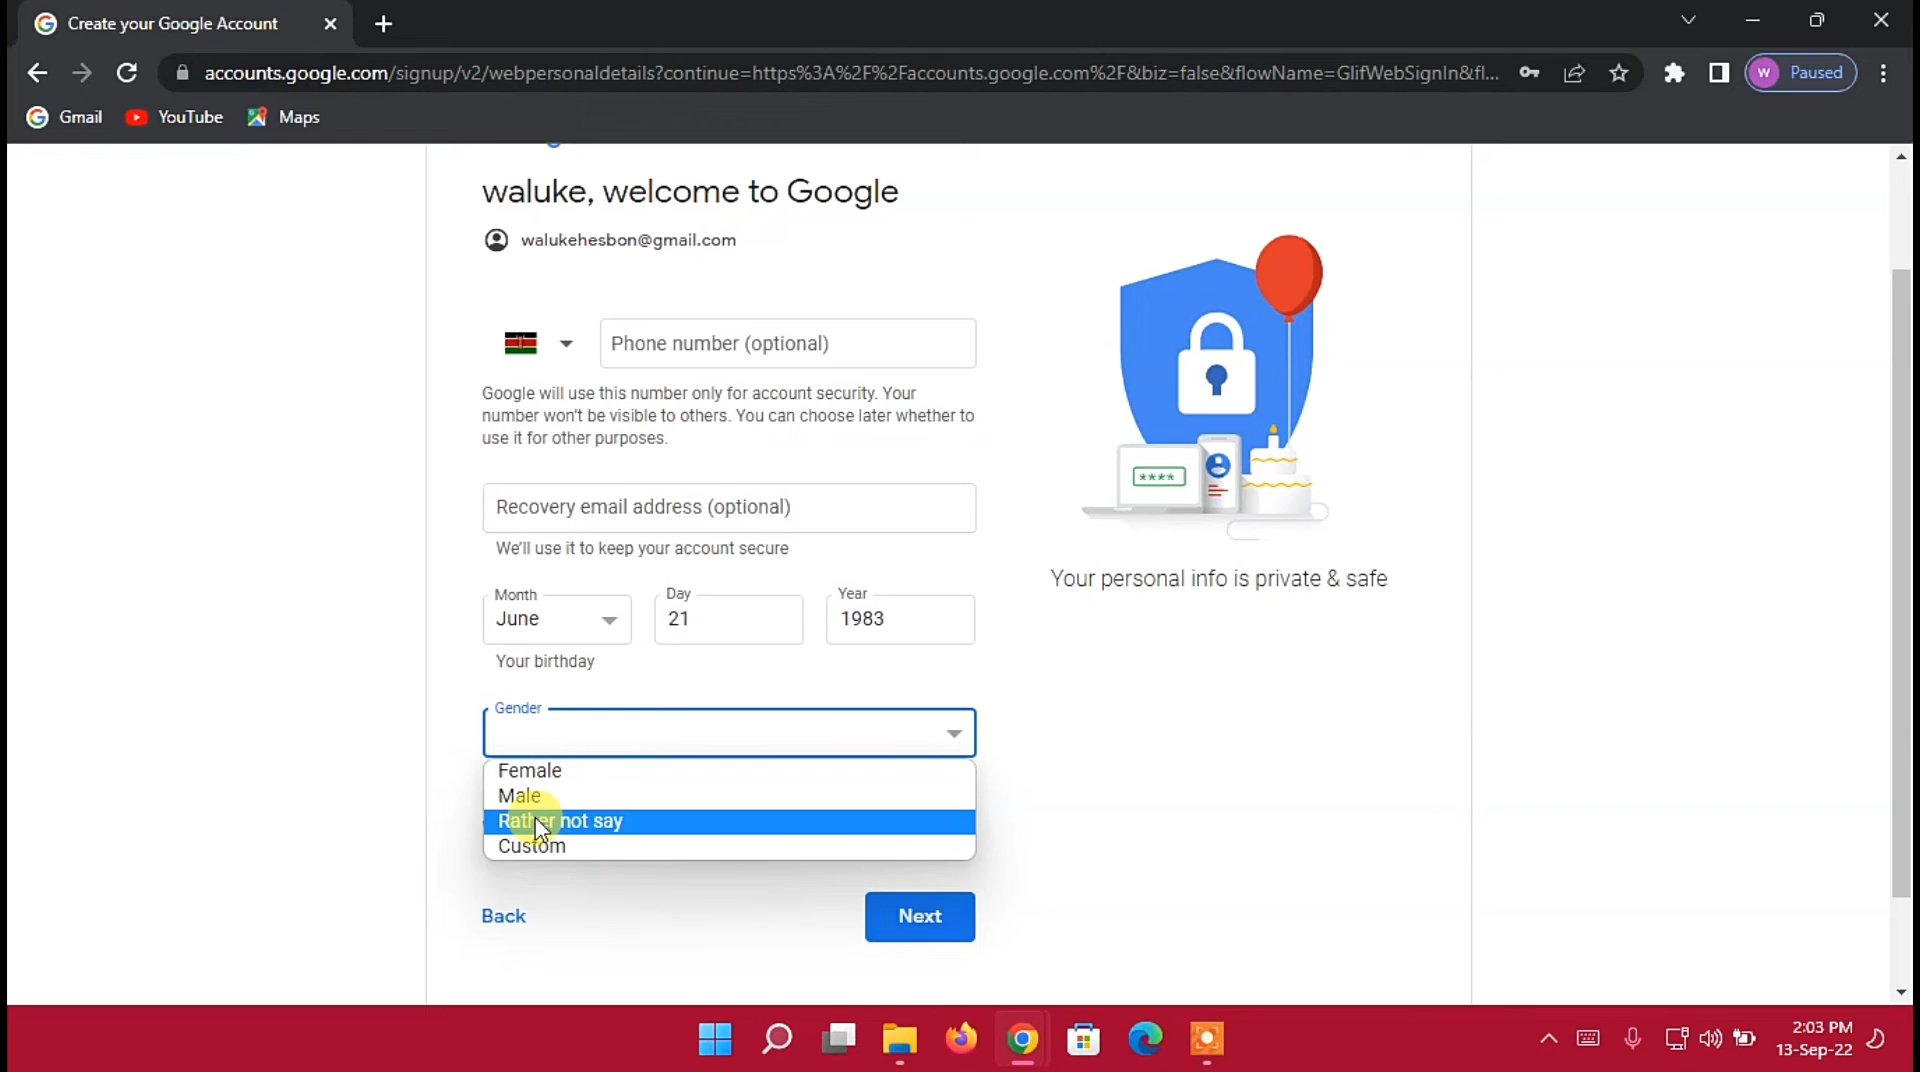 Create your Google Account
accounts.google.com/signup/v2/webpersonaldetails?continue=https%3A%2F%2Faccounts.google.com%2F&biz=false&flowName=GlifWebSignIn&fl...
W Paused
Gmail YouTube Maps
waluke, welcome to Google
walukehesbon@gmail.com
Phone number (optional)
Google will use this number only for account security. Your
number won't be visible to others. You can choose later whether to
use it for other purposes.
****
Recovery email address (optional)
We'll use it to keep your account secure
Your personal info is private & safe
Month Day Year
June 21 1983
Your birthday
Gender
Female
Male
Rather not say
Custom
Back Next
2:03 PM
13-Sep-22